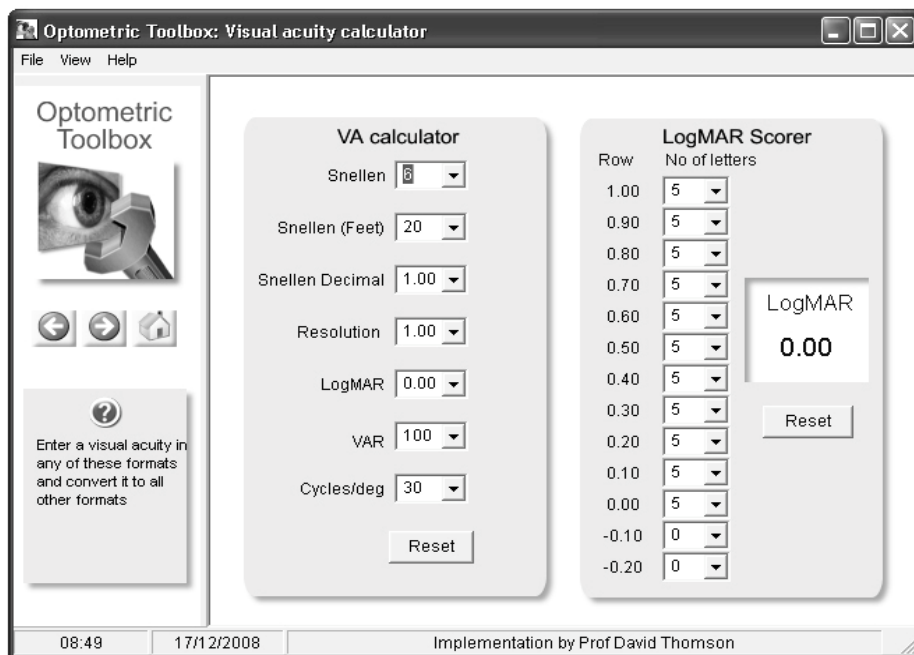 Optometric Toolbox: Visual acuity calculator
File View Help
Optometric
Toolbox
Enter a visual acuity in
any of these formats
and convert it to all
other formats
VA calculator
Snellen 6
Snellen (Feet) 20
Snellen Decimal 1.00
Resolution 1.00
LogMAR 0.00
VAR 100
Cycles/deg 30
Reset
LogMAR Scorer
Row No of letters
1.00 5
0.90 5
0.80 5
0.70 5
0.60 5
0.50 5
0.40 5
0.30 5
0.20 5
0.10 5
0.00 5
-0.10 0
-0.20 0
LogMAR
0.00
Reset
08:49 17/12/2008 Implementation by Prof David Thomson